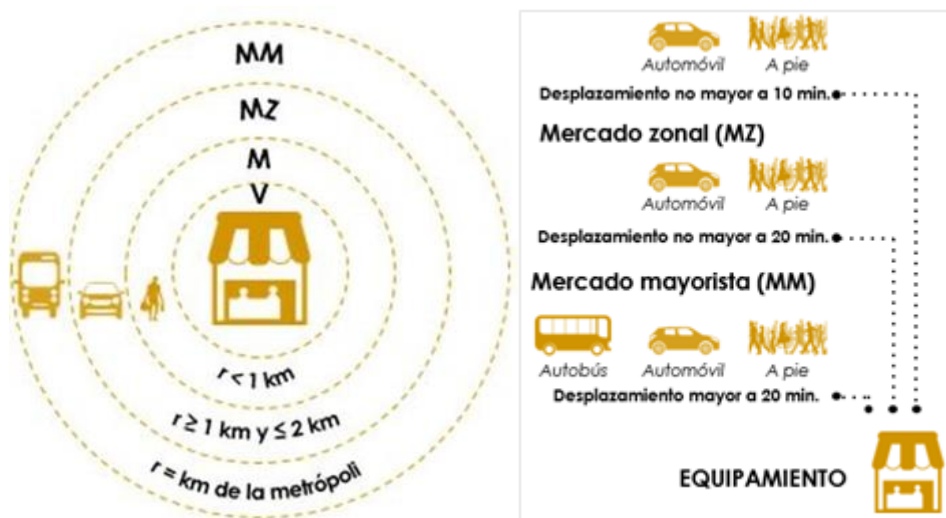 MM
MZ
M
V
r < 1 km
r ≥ 1 km y ≤ 2 km
r = km de la metrópoli
Automóvil A pie
Desplazamiento no mayor a 10 min.
Mercado zonal (MZ)
Automóvil A pie
Desplazamiento no mayor a 20 min.
Mercado mayorista (MM)
Autobús Automóvil A pie
Desplazamiento mayor a 20 min.
EQUIPAMIENTO